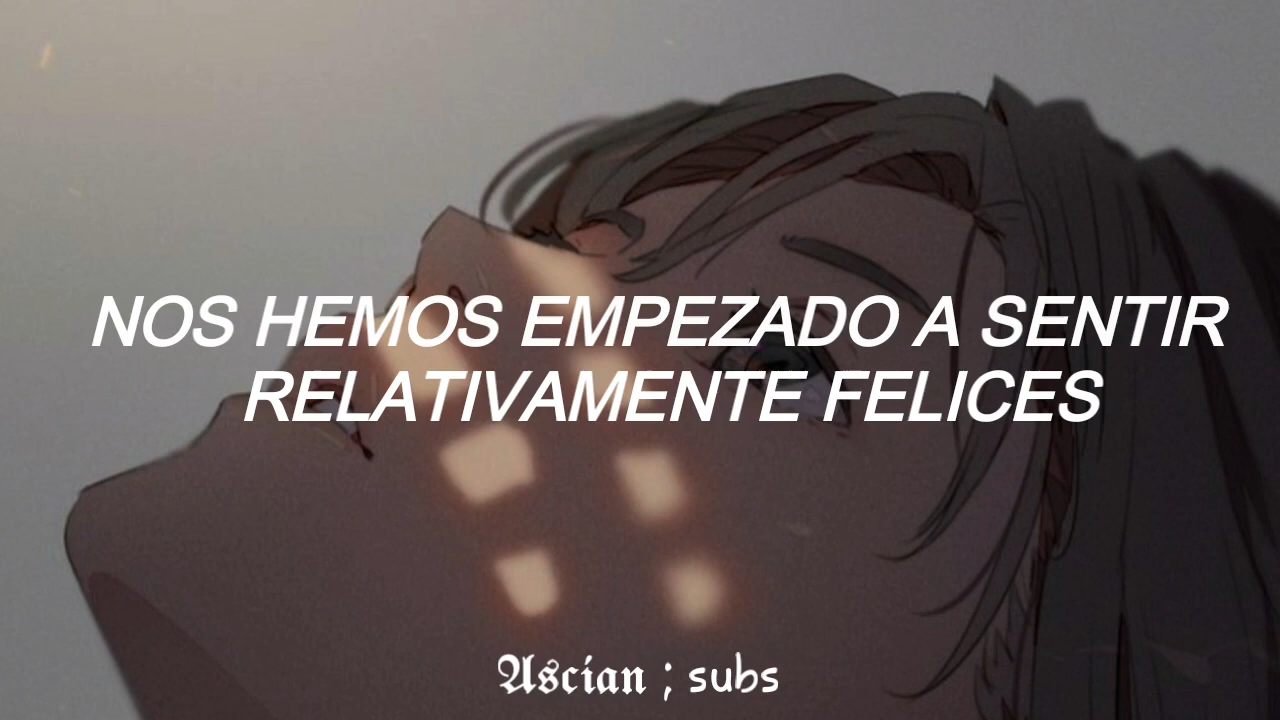 NOS HEMOS EMPEZADO A SENTIR
RELATIVAMENTE FELICES
Ascian ; subs